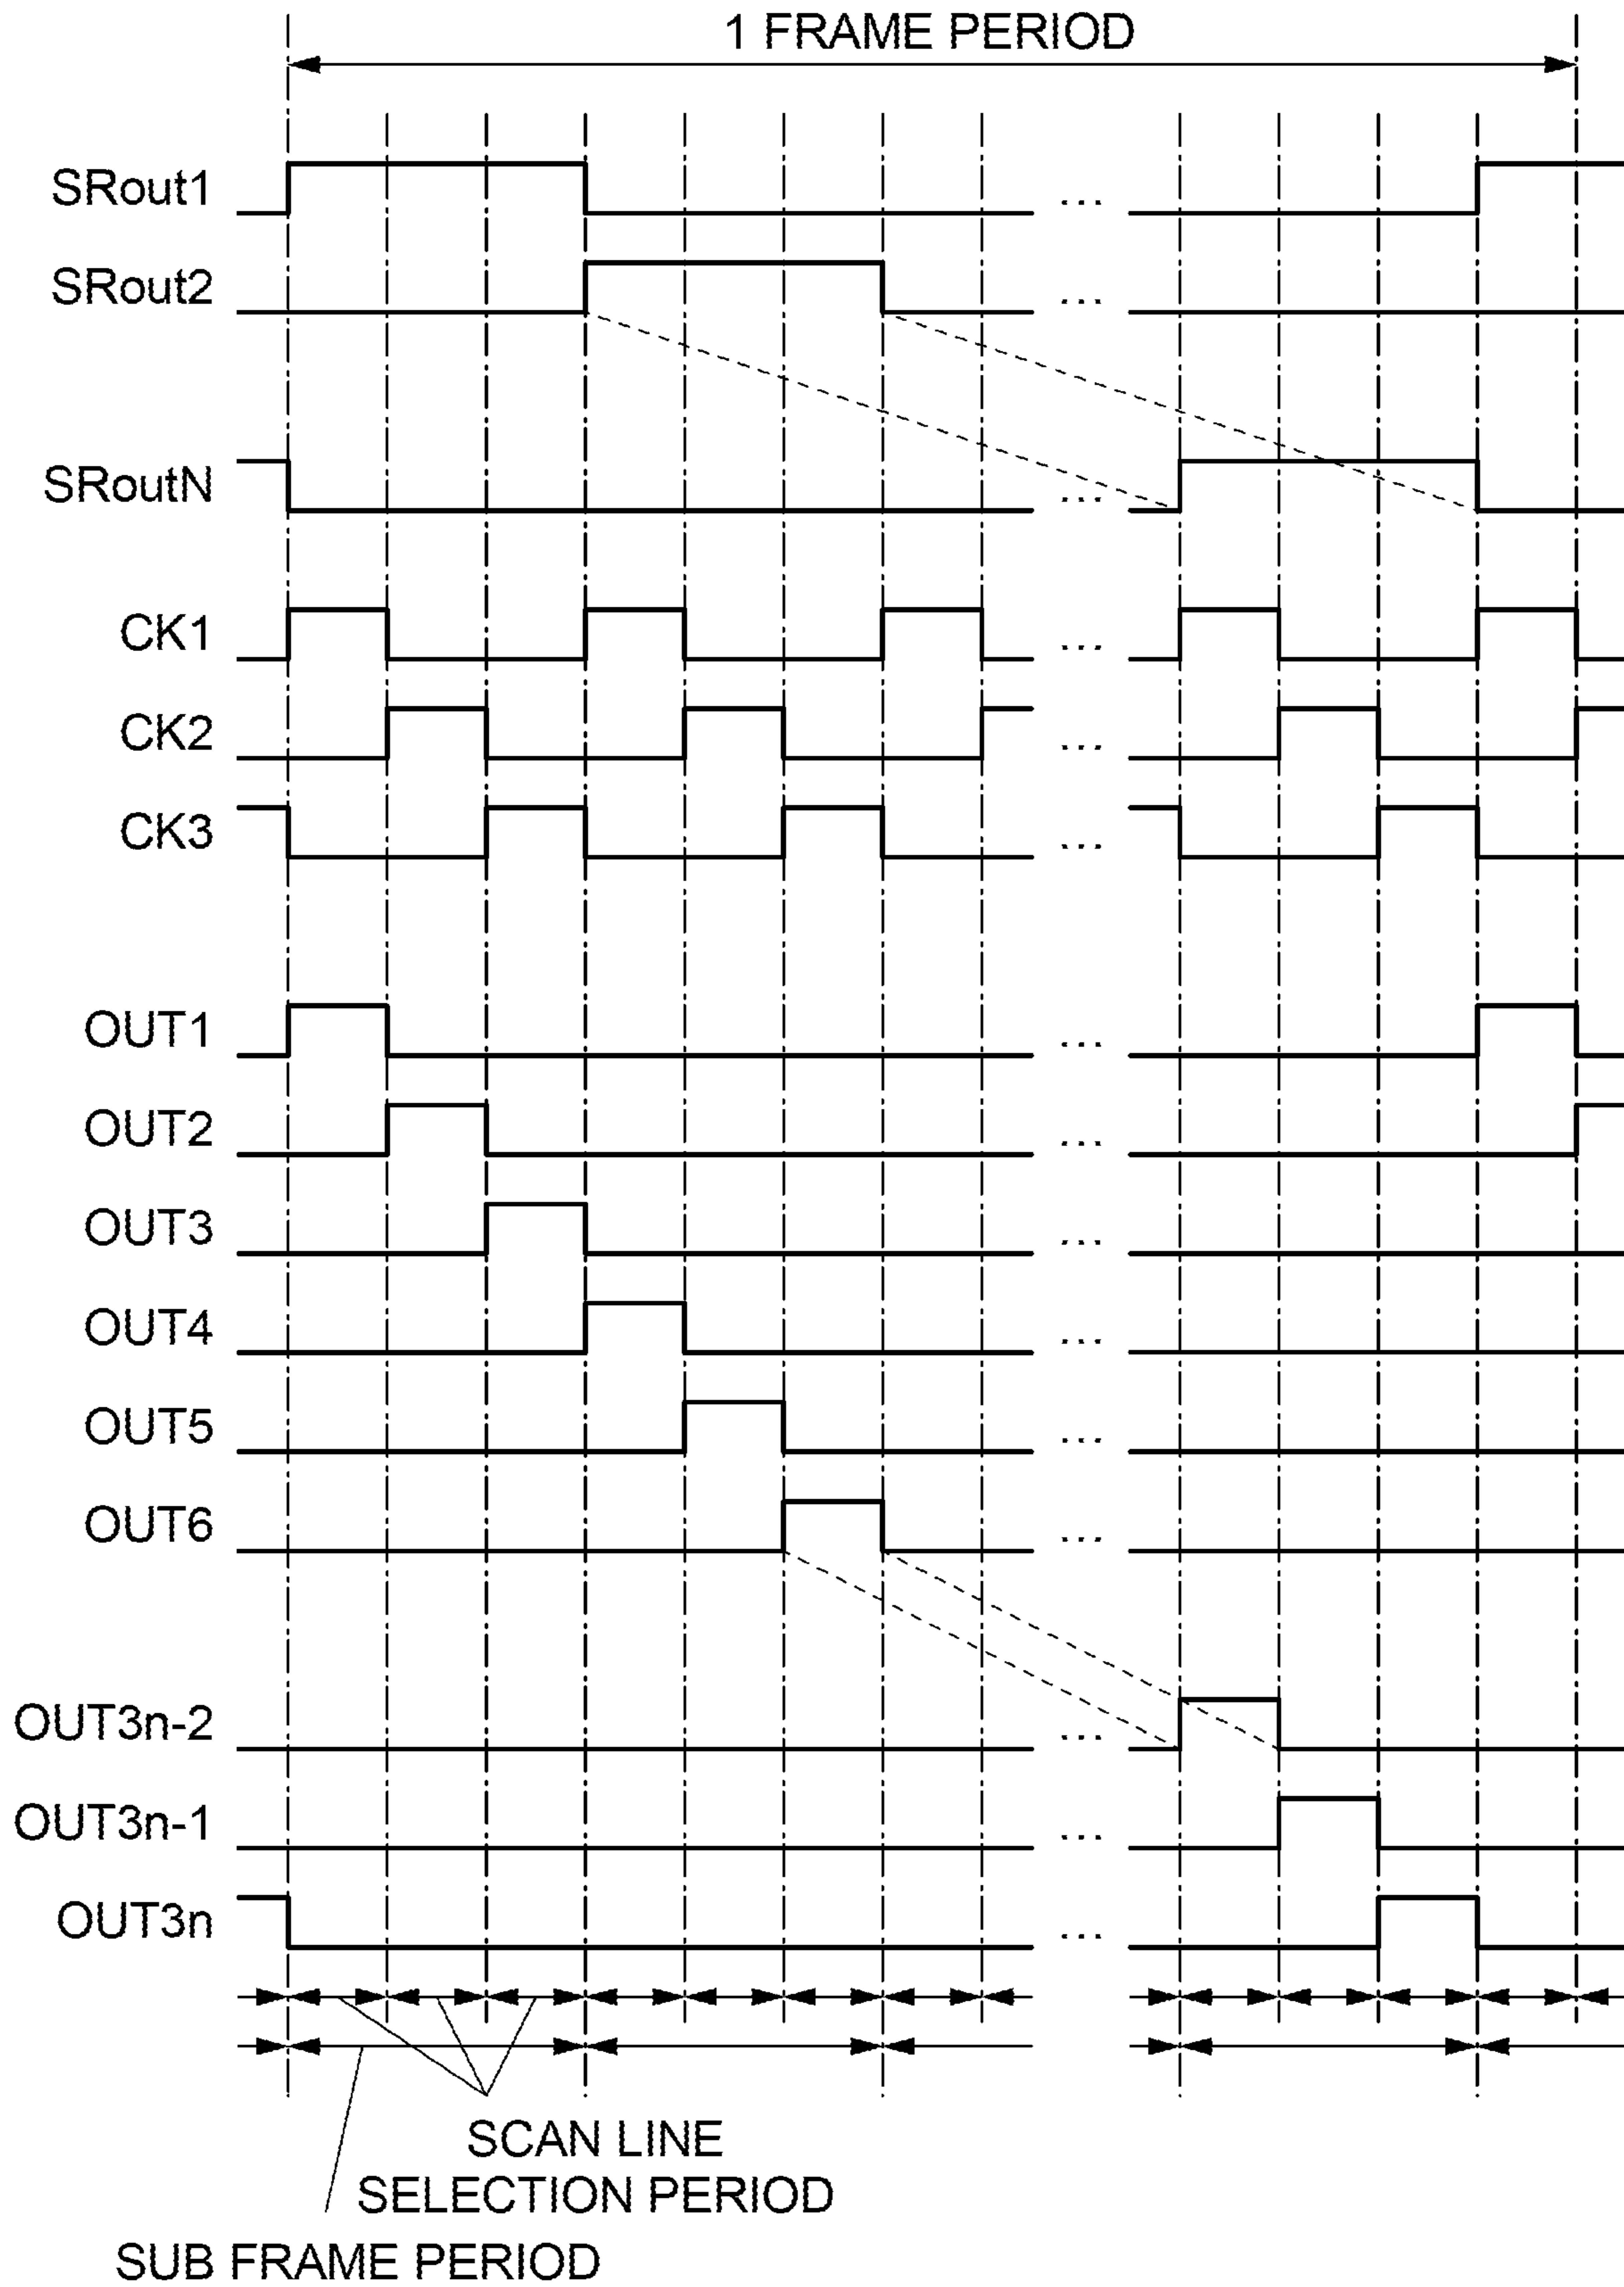 1 FRAME PERIOD
SRout1
...
SRout2
...
SRoutN
...
CK1
...
CK2
...
CK3
...
OUT1
...
OUT2
...
OUT3
...
OUT4
...
OUT5
...
OUT6
...
OUT3n-2
...
OUT3n-1
...
OUT3n
...
SCAN LINE
SELECTION PERIOD
SUB FRAME PERIOD